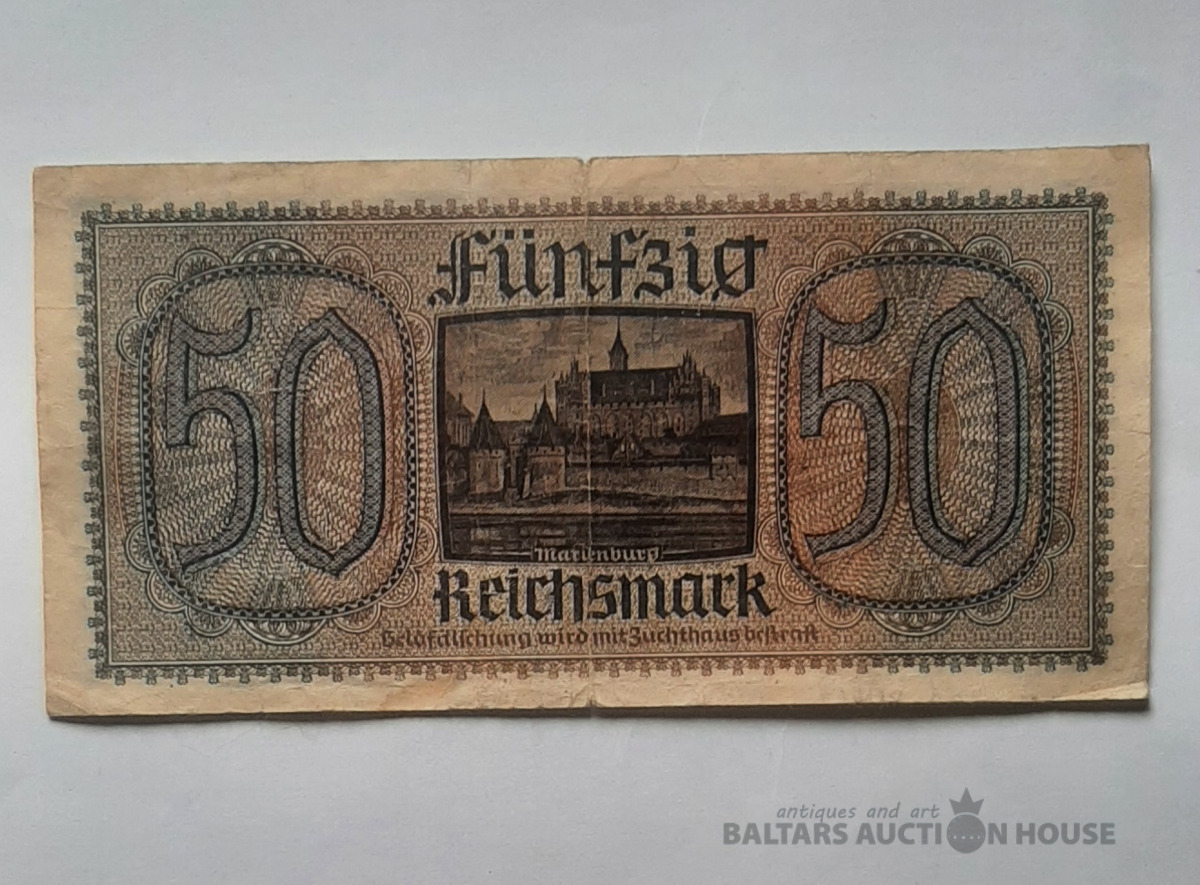 Fünfzig
50
50
Marienburg
Reichsmark
Geldfälschung wird mit Zuchthaus bestraft
antiques and art
BALTARS AUCTION HOUSE